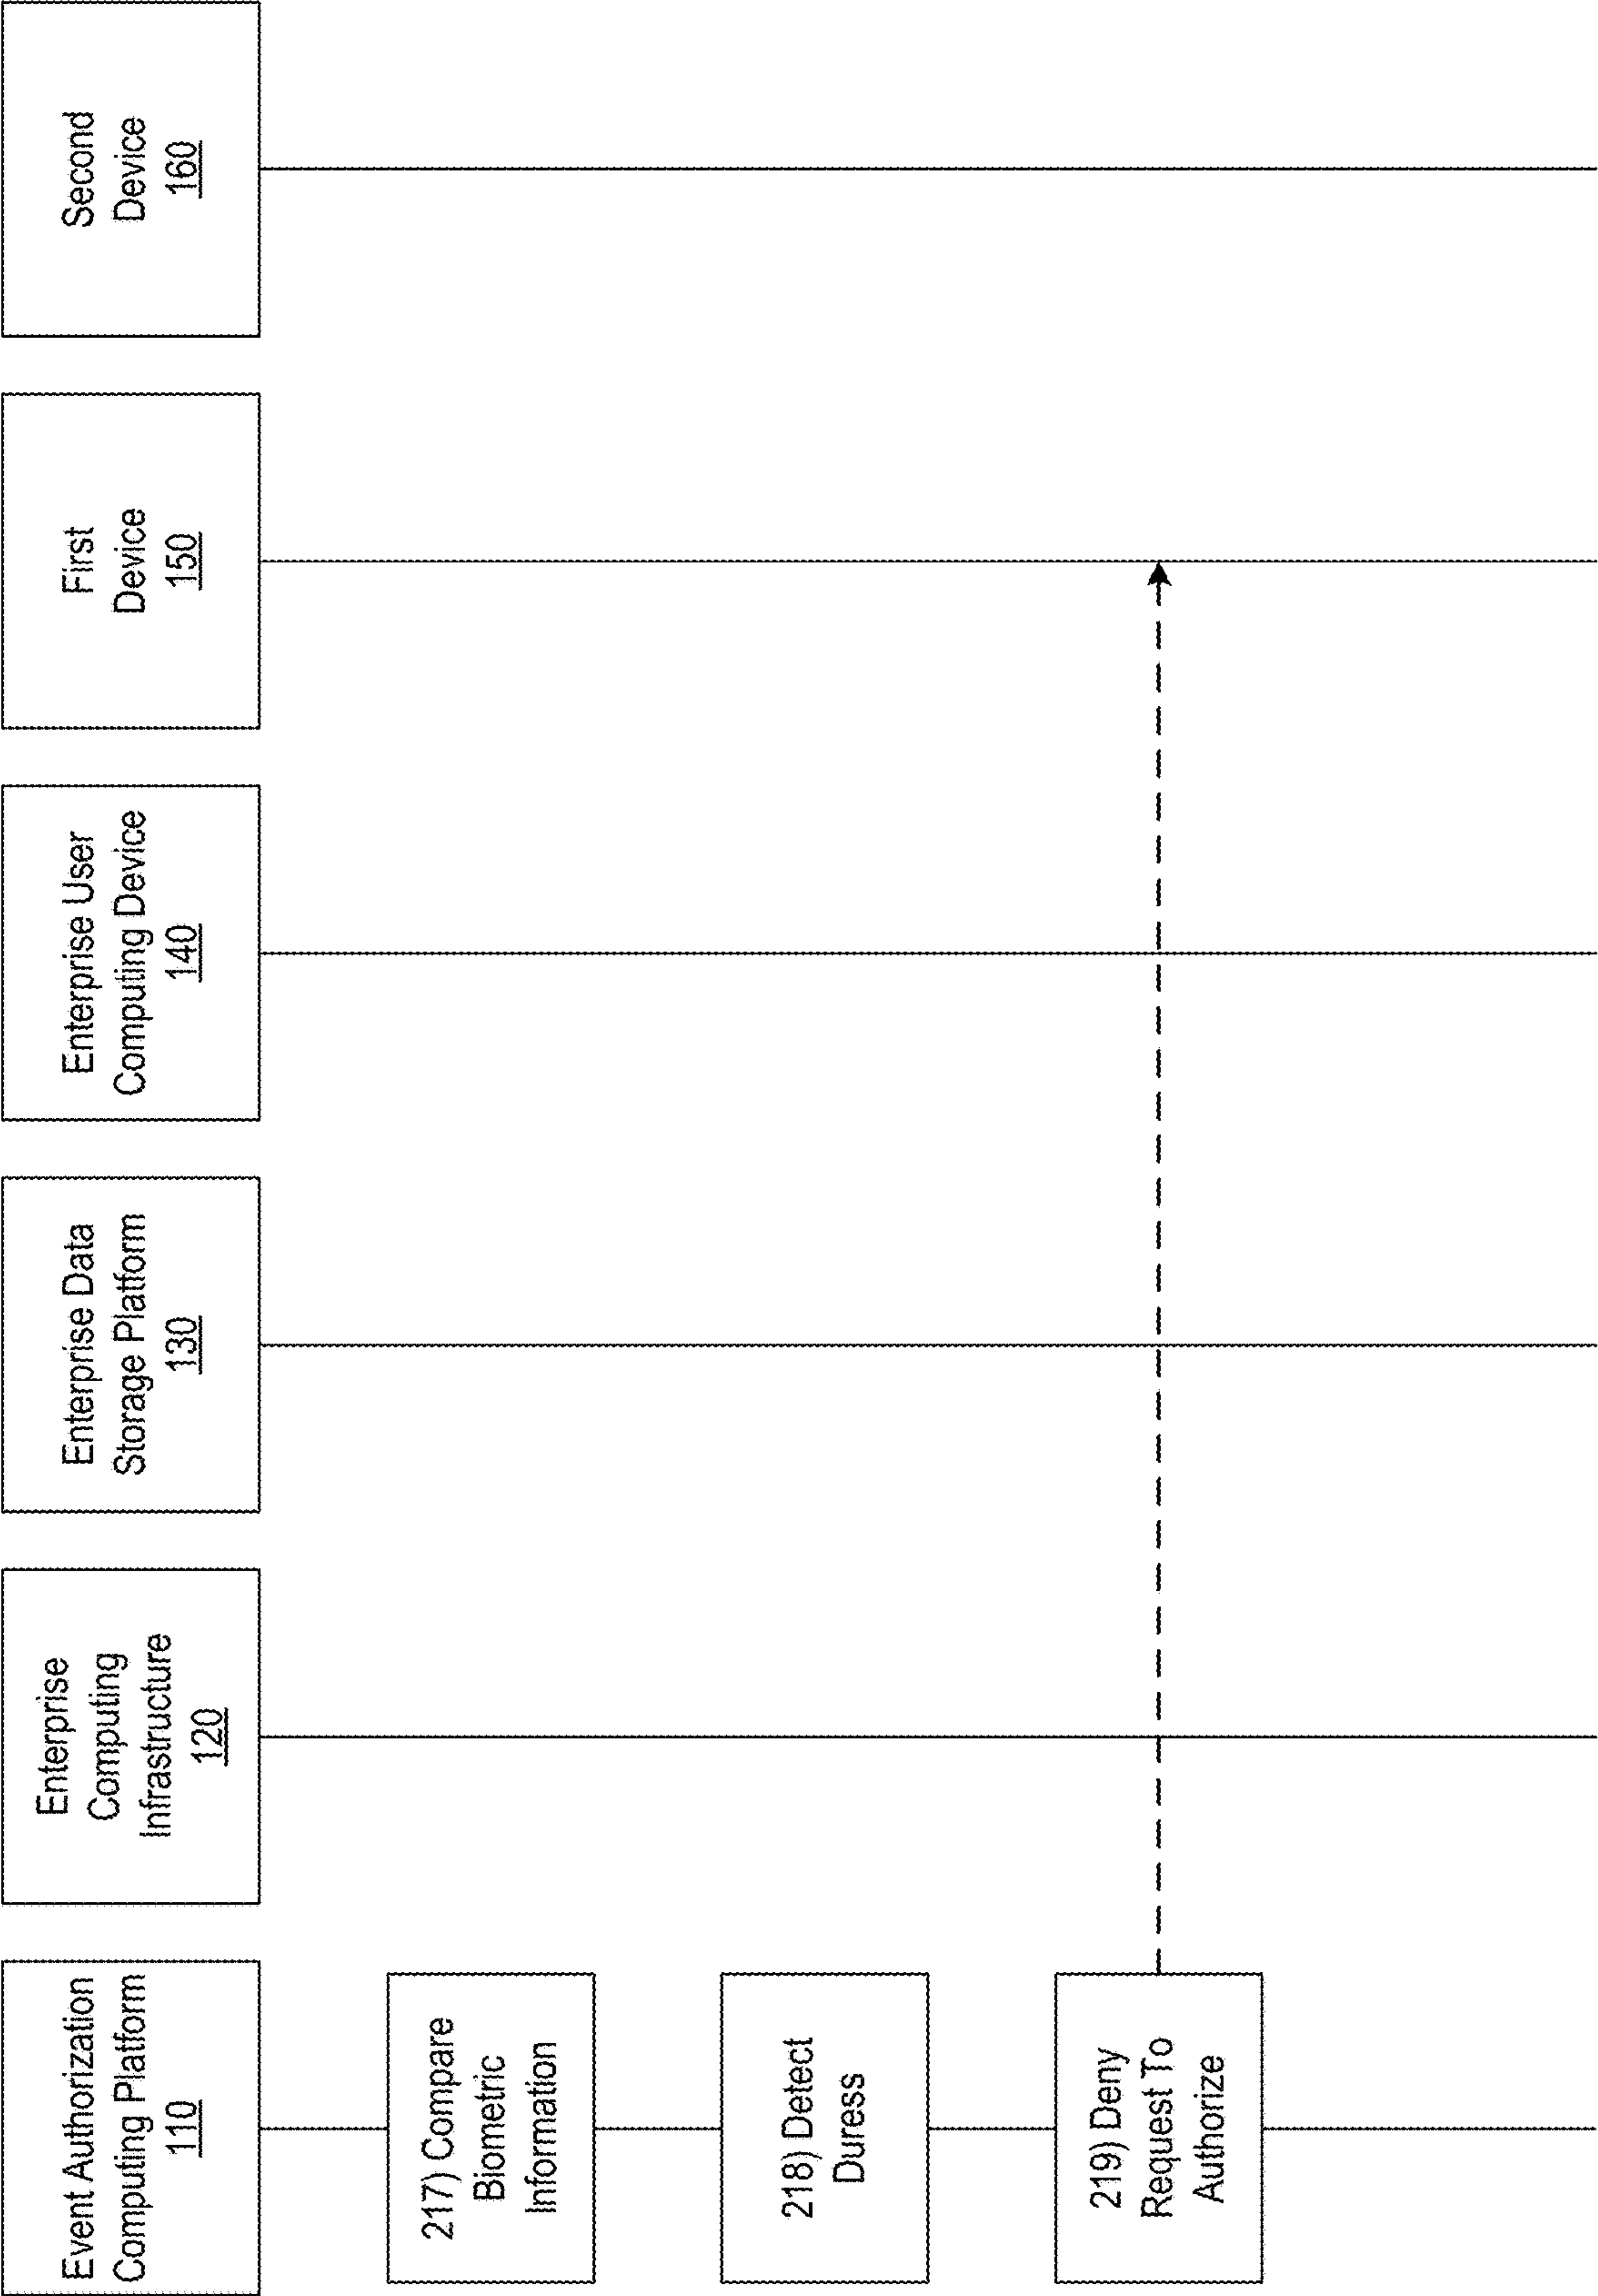 Event Authorization
Computing Platform
110
Enterprise
Computing
Infrastructure
120
Enterprise Data
Storage Platform
130
Enterprise User
Computing Device
140
First
Device
150
Second
Device
160
217) Compare
Biometric
Information
218) Detect
Duress
219) Deny
Request To
Authorize